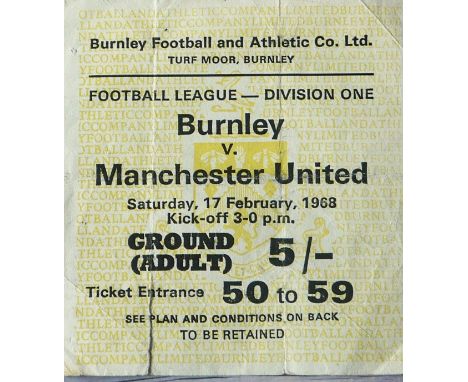 Burnley Football and Athletic Co. Ltd.
TURF MOOR, BURNLEY
FOOTBALL LEAGUE — DIVISION ONE
Burnley
v.
Manchester United
Saturday, 17 February, 1968
Kick-off 3-0 p.m.
GROUND
(ADULT) 5/–
Ticket Entrance 50 to 59
SEE PLAN AND CONDITIONS ON BACK
TO BE RETAINED